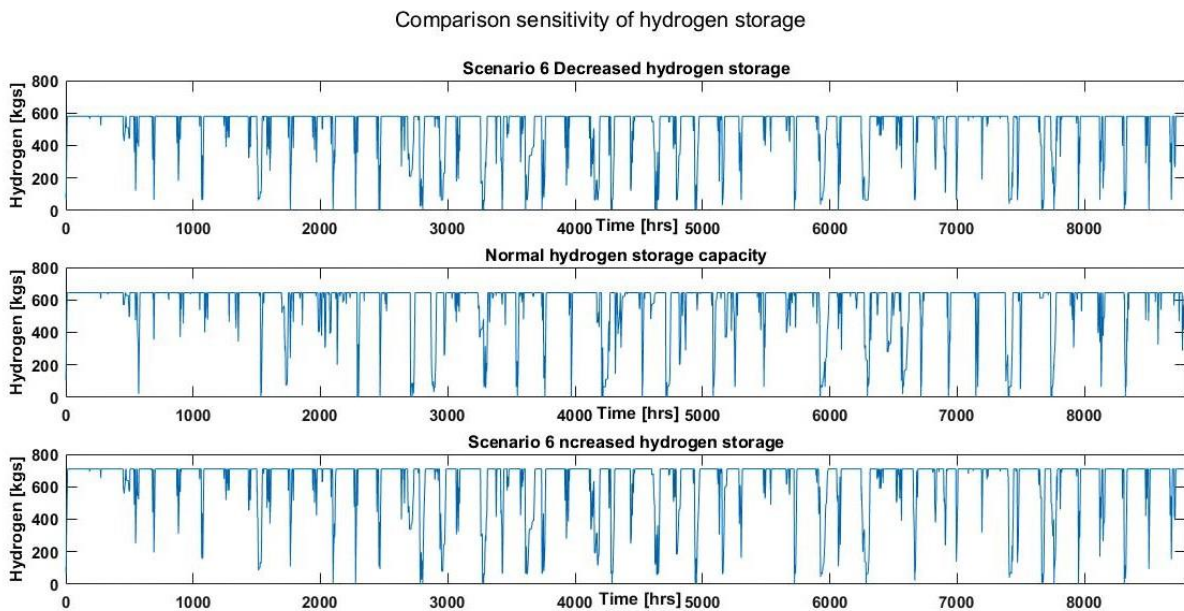 Comparison sensitivity of hydrogen storage
Scenario 6 Decreased hydrogen storage
Hydrogen [kgs]
800
600
400
200
0
0 1000 2000 3000 4000 5000 6000 7000 8000
Time [hrs]
Normal hydrogen storage capacity
Hydrogen [kgs]
800
600
400
200
0
0 1000 2000 3000 4000 5000 6000 7000 8000
Time [hrs]
Scenario 6 ncreased hydrogen storage
Hydrogen [kgs]
800
600
400
200
0
0 1000 2000 3000 4000 5000 6000 7000 8000
Time [hrs]